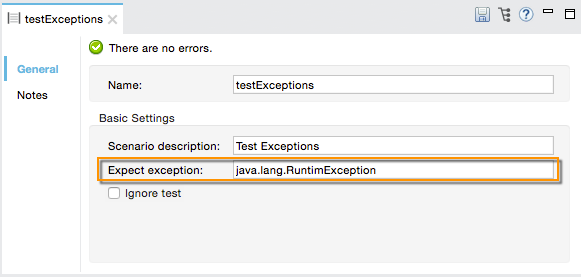 testExceptions
There are no errors.
General
Notes
Name: testExceptions
Basic Settings
Scenario description: Test Exceptions
Expect exception: java.lang.RuntimException
Ignore test